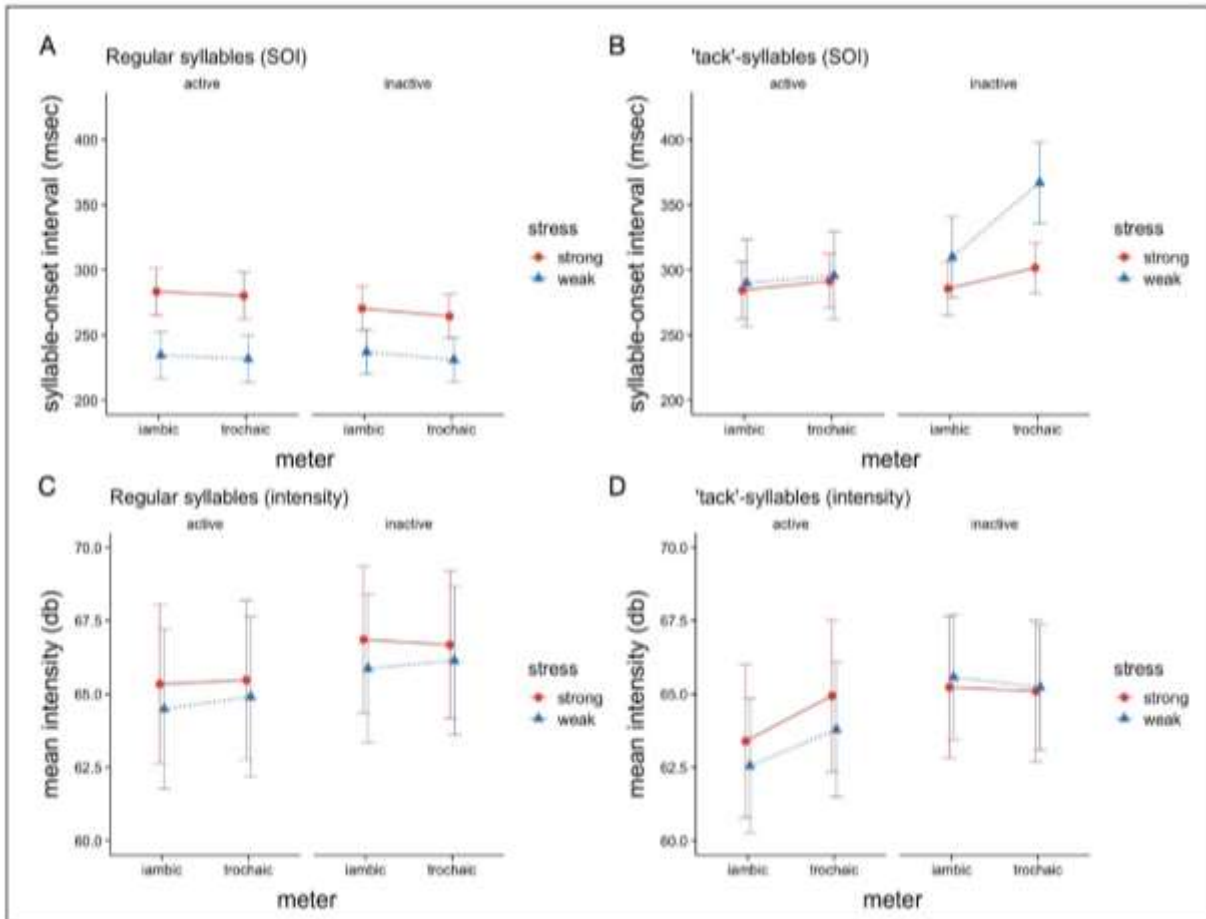 A
Regular syllables (SOI)
active
inactive
syllable-onset interval (msec)
400
350
300
250
200
iambic
trochaic
iambic
trochaic
meter
stress
strong
weak
B
'tack'-syllables (SOI)
active
inactive
syllable-onset interval (msec)
400
350
300
250
200
iambic
trochaic
iambic
trochaic
meter
stress
strong
weak
C
Regular syllables (intensity)
active
inactive
mean intensity (db)
70.0
67.5
65.0
62.5
60.0
iambic
trochaic
iambic
trochaic
meter
stress
strong
weak
D
'tack'-syllables (intensity)
active
inactive
mean intensity (db)
70.0
67.5
65.0
62.5
60.0
iambic
trochaic
iambic
trochaic
meter
stress
strong
weak